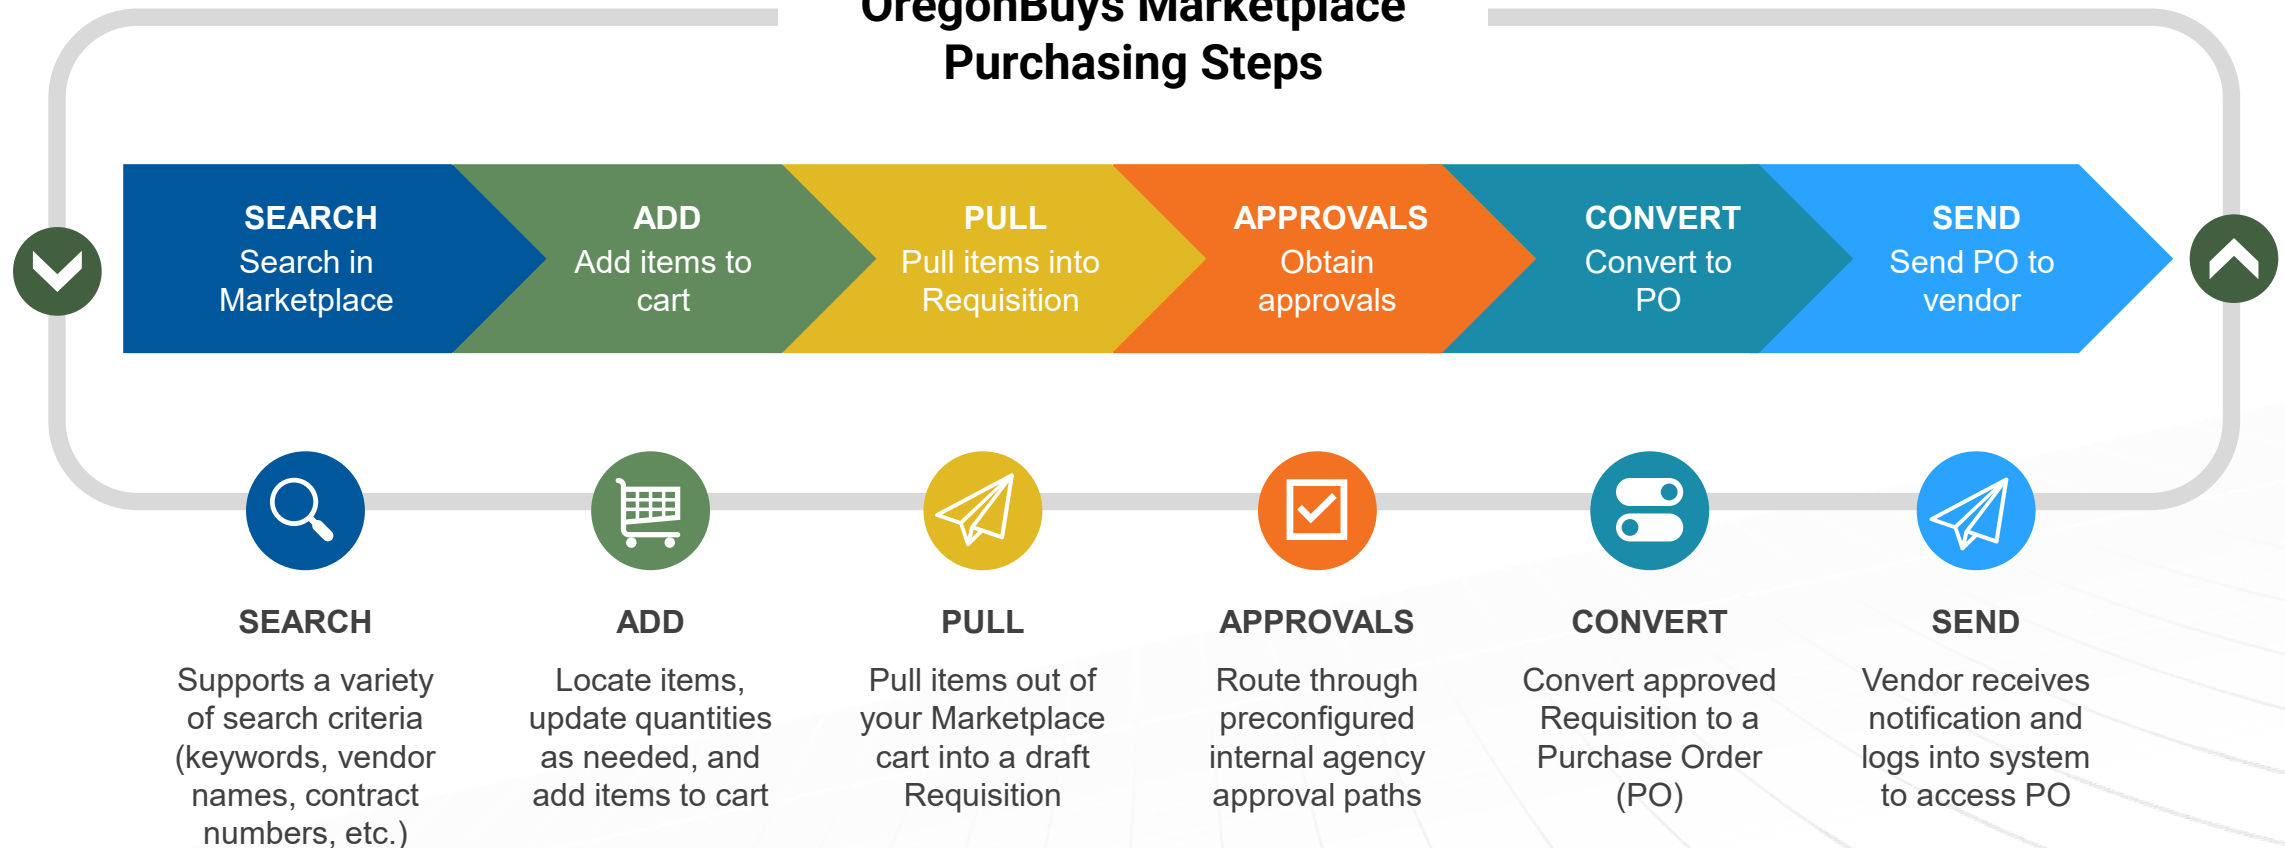 OregonBuys Marketplace
Purchasing Steps
SEARCH
Search in
Marketplace
ADD
Add items to
cart
PULL
Pull items into
Requisition
APPROVALS
Obtain
approvals
CONVERT
Convert to
PO
SEND
Send PO to
vendor
SEARCH
Supports a variety
of search criteria
(keywords, vendor
names, contract
numbers, etc.)
ADD
Locate items,
update quantities
as needed, and
add items to cart
PULL
Pull items out of
your Marketplace
cart into a draft
Requisition
APPROVALS
Route through
preconfigured
internal agency
approval paths
CONVERT
Convert approved
Requisition to a
Purchase Order
(PO)
SEND
Vendor receives
notification and
logs into system
to access PO